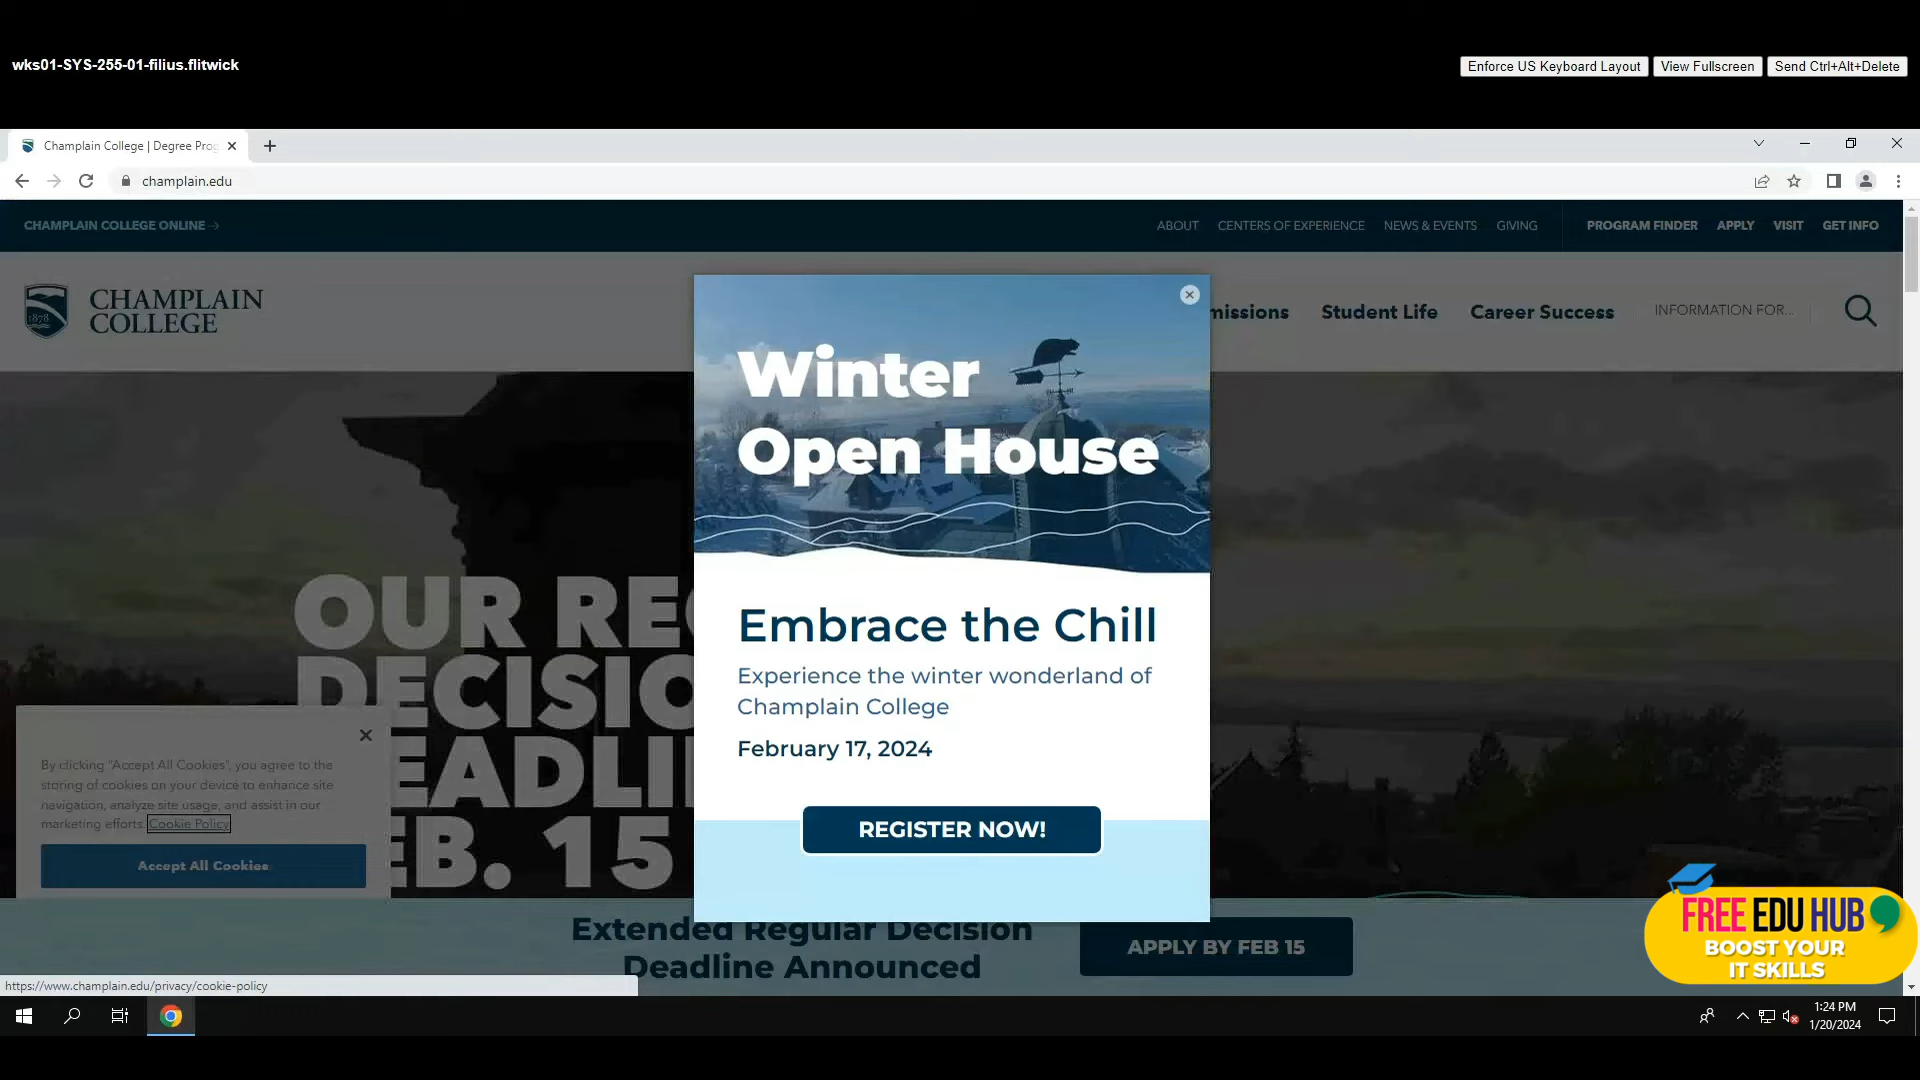 wks01-SYS-255-01-filius.flitwick
Enforce US Keyboard Layout View Fullscreen Send Ctrl+Alt+Delete
Champlain College | Degree Prog
champlain.edu
CHAMPLAIN COLLEGE ONLINE →
ABOUT CENTERS OF EXPERIENCE NEWS & EVENTS GIVING PROGRAM FINDER APPLY VISIT GET INFO
1878
CHAMPLAIN
COLLEGE
missions Student Life Career Success INFORMATION FOR...
Winter
Open House
OUR RE
DECISIO
EADLI
EB. 15
Embrace the Chill
Experience the winter wonderland of
Champlain College
February 17, 2024
REGISTER NOW!
By clicking "Accept All Cookies", you agree to the
storing of cookies on your device to enhance site
navigation, analyze site usage, and assist in our
marketing efforts. Cookie Policy
Accept All Cookies
Extended Regular Decision
Deadline Announced
APPLY BY FEB 15
FREE EDU HUB
BOOST YOUR
IT SKILLS
https://www.champlain.edu/privacy/cookie-policy
1:24 PM
1/20/2024